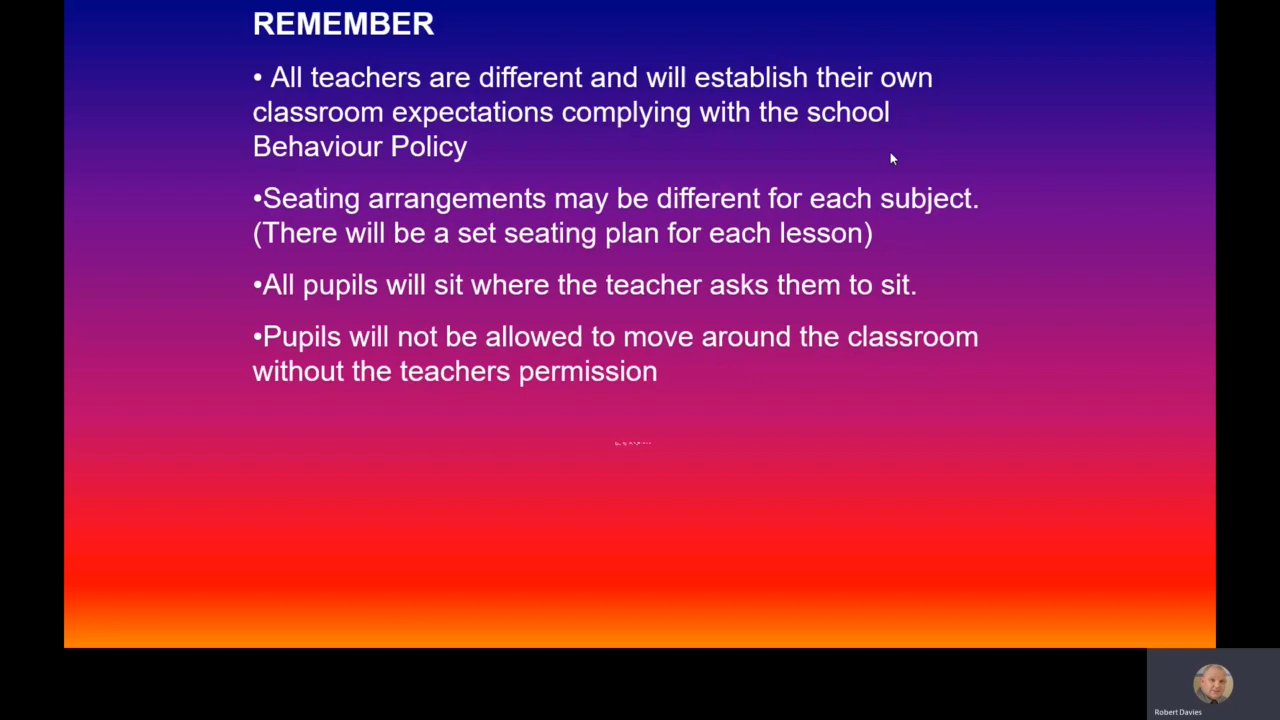 REMEMBER
• All teachers are different and will establish their own
classroom expectations complying with the school
Behaviour Policy
•Seating arrangements may be different for each subject.
(There will be a set seating plan for each lesson)
•All pupils will sit where the teacher asks them to sit.
•Pupils will not be allowed to move around the classroom
without the teachers permission
Robert Davies